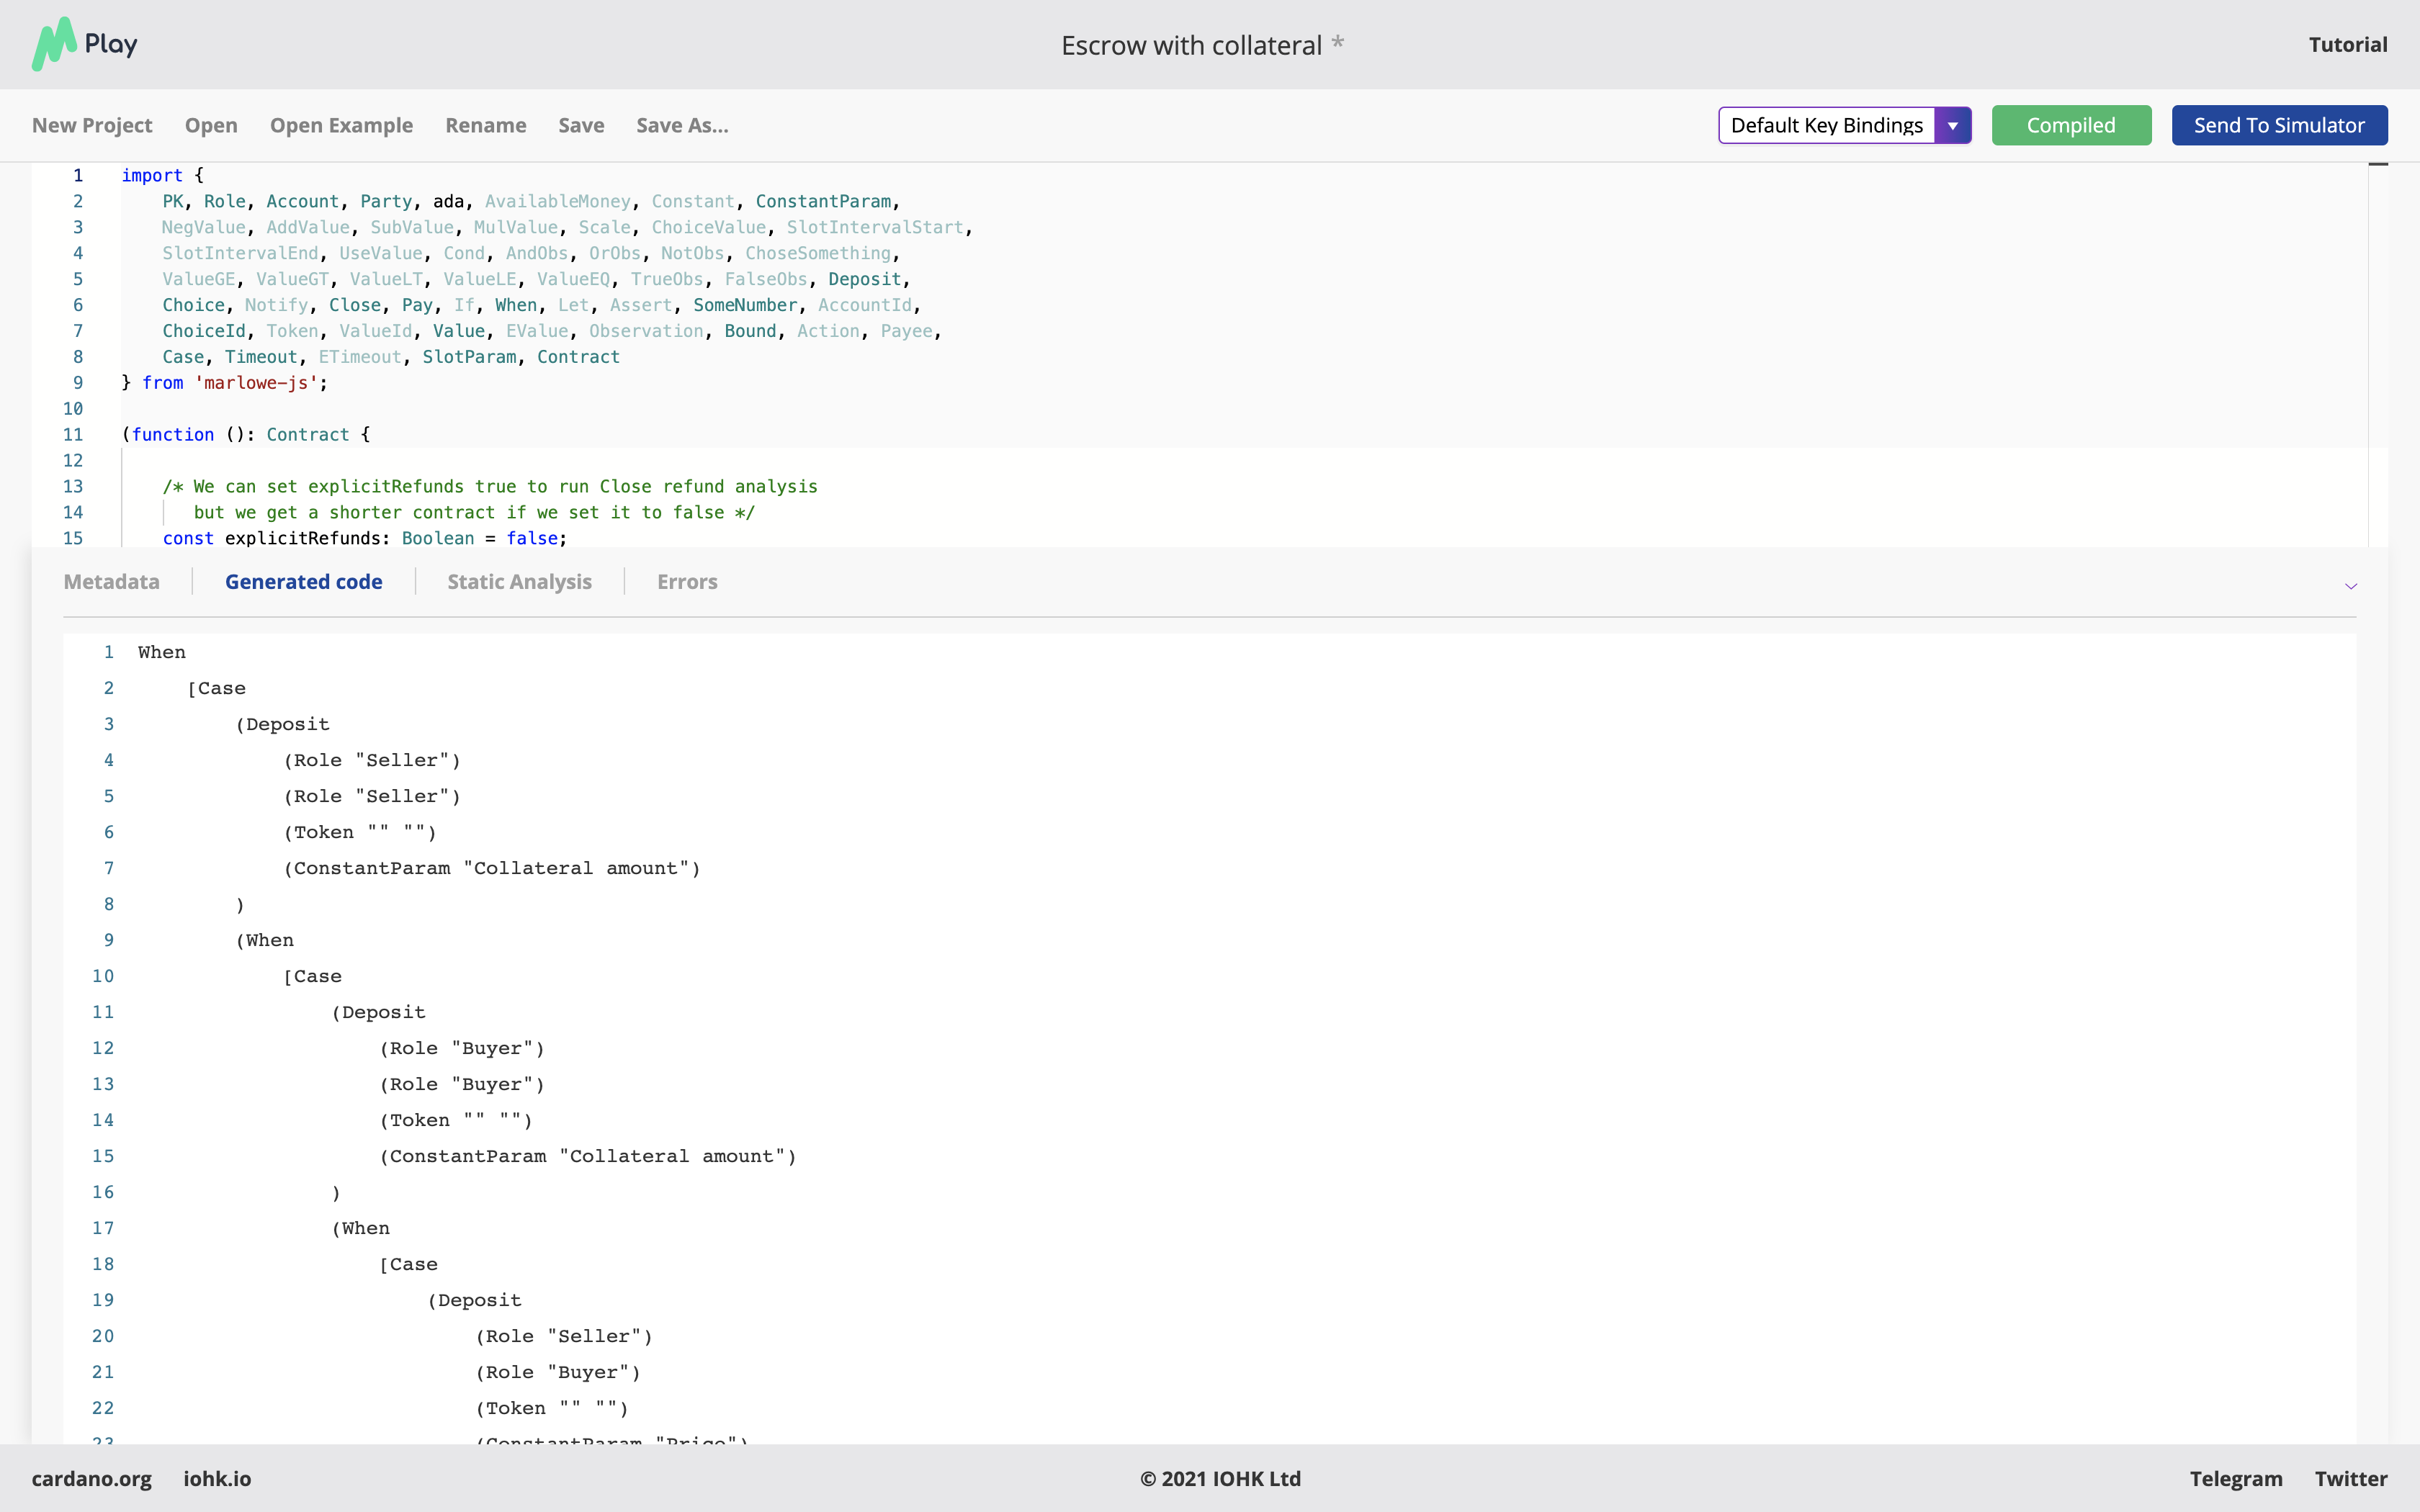 Play
Escrow with collateral *
Tutorial
New Project Open Open Example Rename Save Save As...
Default Key Bindings Compiled Send To Simulator
1 import {
2 PK, Role, Account, Party, ada, AvailableMoney, Constant, ConstantParam,
3 NegValue, AddValue, SubValue, MulValue, Scale, ChoiceValue, SlotIntervalStart,
4 SlotIntervalEnd, UseValue, Cond, AndObs, OrObs, NotObs, ChoseSomething,
5 ValueGE, ValueGT, ValueLT, ValueLE, ValueEQ, TrueObs, FalseObs, Deposit,
6 Choice, Notify, Close, Pay, If, When, Let, Assert, SomeNumber, AccountId,
7 ChoiceId, Token, ValueId, Value, EValue, Observation, Bound, Action, Payee,
8 Case, Timeout, ETimeout, SlotParam, Contract
9 } from 'marlowe-js';
10
11 (function (): Contract {
12
13 /* We can set explicitRefunds true to run Close refund analysis
14 but we get a shorter contract if we set it to false */
15 const explicitRefunds: Boolean = false;
Metadata Generated code Static Analysis Errors
1 When
2 [Case
3 (Deposit
4 (Role "Seller")
5 (Role "Seller")
6 (Token "" "")
7 (ConstantParam "Collateral amount")
8 )
9 (When
10 [Case
11 (Deposit
12 (Role "Buyer")
13 (Role "Buyer")
14 (Token "" "")
15 (ConstantParam "Collateral amount")
16 )
17 (When
18 [Case
19 (Deposit
20 (Role "Seller")
21 (Role "Buyer")
22 (Token "" "")
23 (ConstantParam "Price")
cardano.org iohk.io © 2021 IOHK Ltd Telegram Twitter